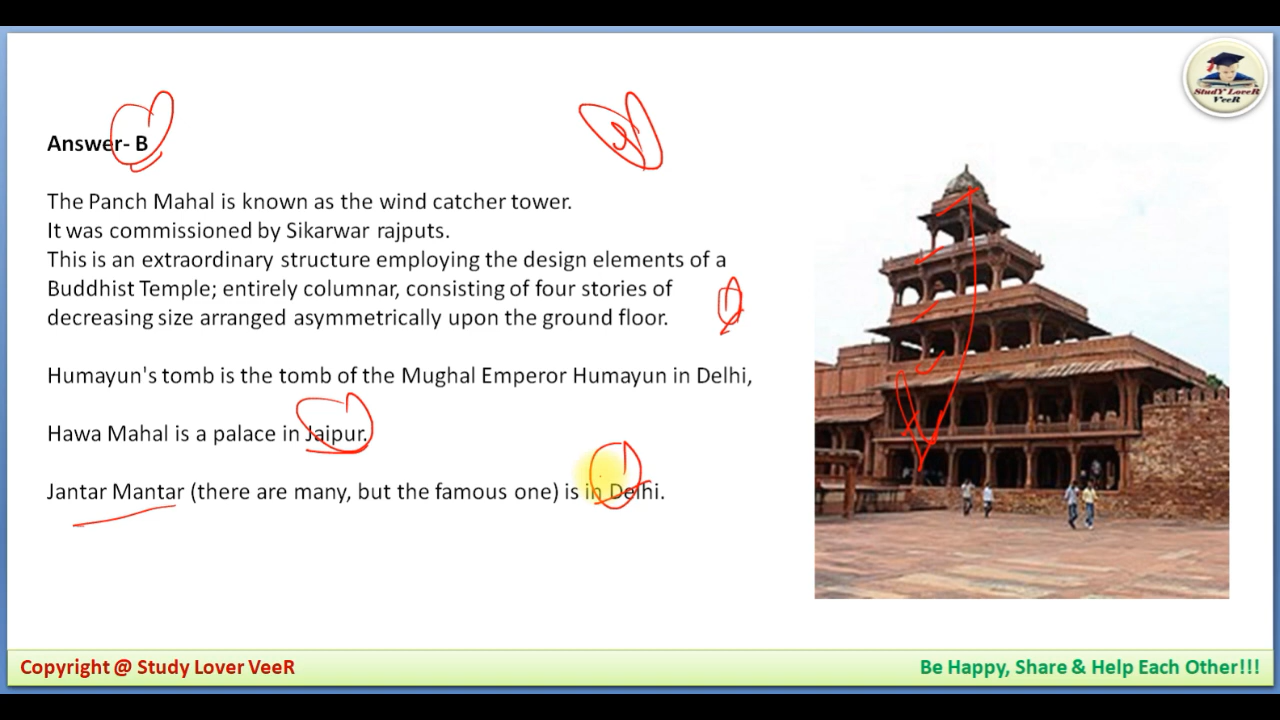 StudY LoveR
VeeR
Answer- B
The Panch Mahal is known as the wind catcher tower.
It was commissioned by Sikarwar rajputs.
This is an extraordinary structure employing the design elements of a
Buddhist Temple; entirely columnar, consisting of four stories of
decreasing size arranged asymmetrically upon the ground floor.
Humayun's tomb is the tomb of the Mughal Emperor Humayun in Delhi,
Hawa Mahal is a palace in Jaipur.
Jantar Mantar (there are many, but the famous one) is in Delhi.
Copyright @ Study Lover VeeR
Be Happy, Share & Help Each Other!!!